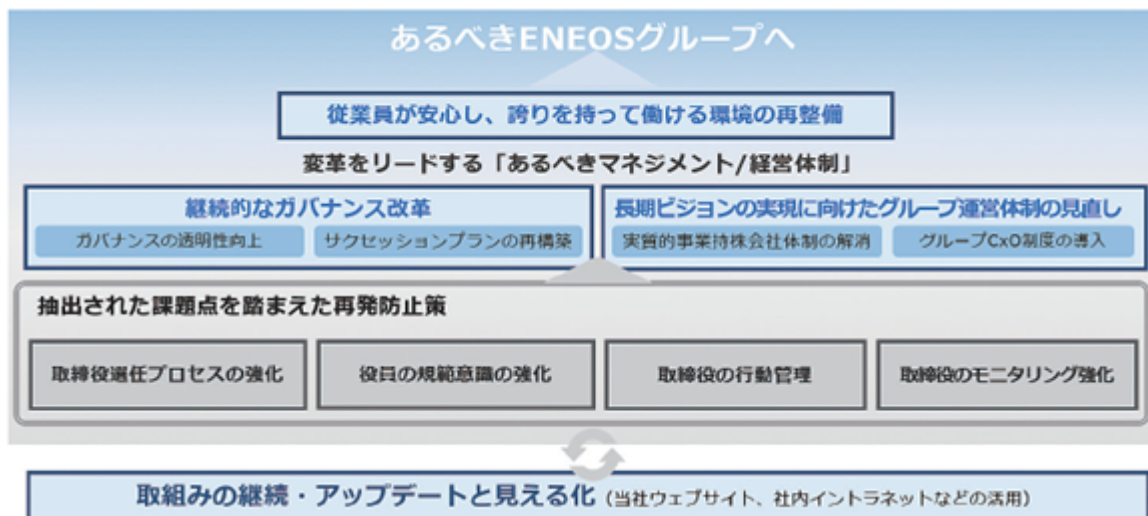 あるべきENEOSグループへ
従業員が安心し、誇りを持って働ける環境の再整備
変革をリードする「あるべきマネジメント/経営体制」
継続的なガバナンス改革
ガバナンスの透明性向上
サクセッションプランの再構築
長期ビジョンの実現に向けたグループ運営体制の見直し
実質的事業持株会社体制の解消
グループCxO制度の導入
抽出された課題点を踏まえた再発防止策
取締役選任プロセスの強化
役員の規範意識の強化
取締役の行動管理
取締役のモニタリング強化
取組みの継続・アップデートと見える化(当社ウェブサイト、社内イントラネットなどの活用)